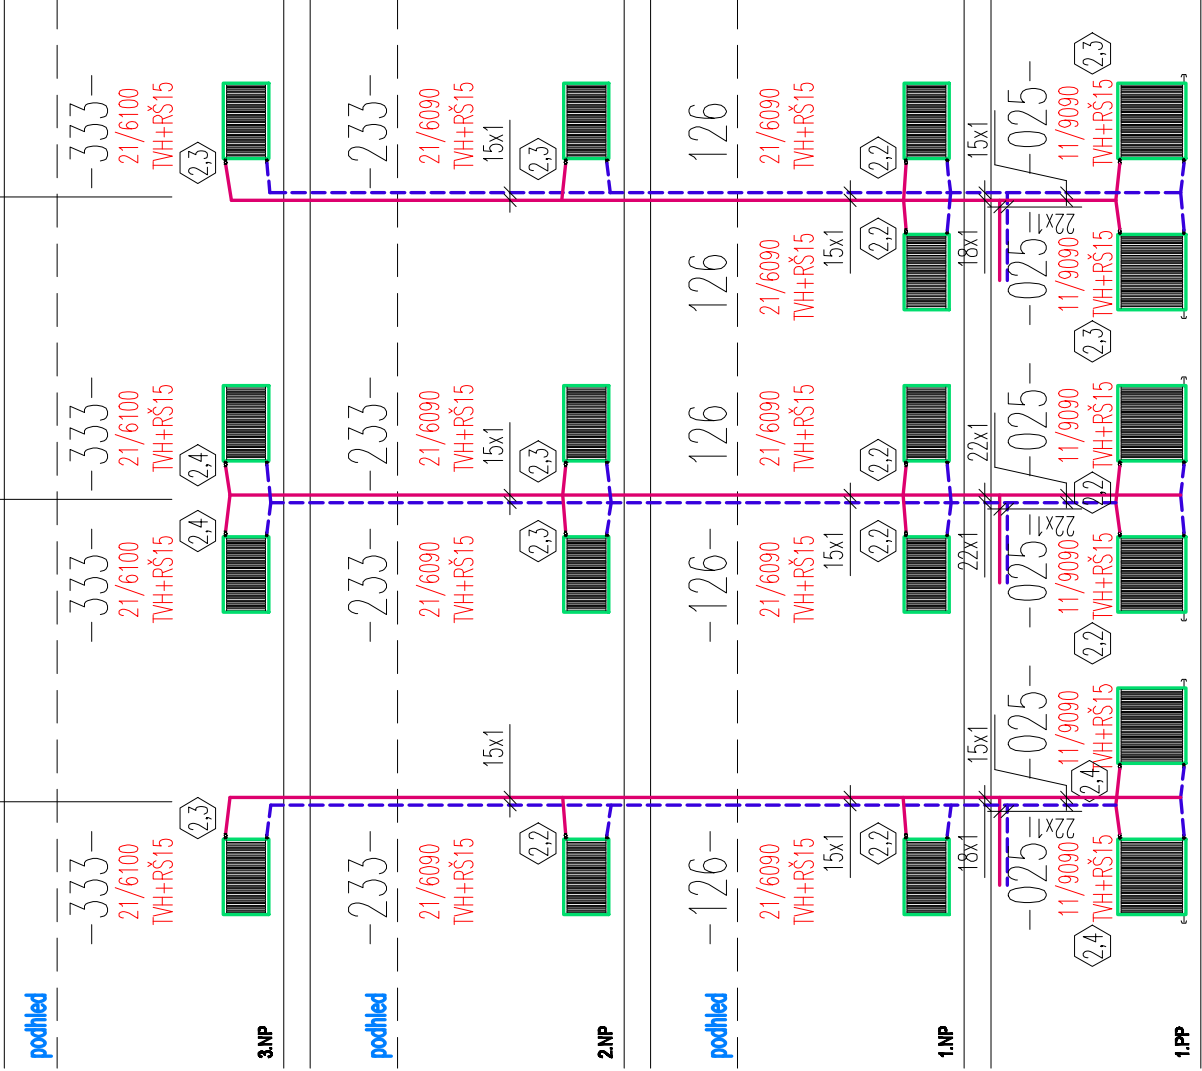 podhled
-333- -333- -333- -333-
21/6100 21/6100 21/6100 21/6100
TVH+RŠ15 TVH+RŠ15 TVH+RŠ15 TVH+RŠ15
2,3 2,4 2,4 2,3
3.NP
podhled
-233- -233- -233- -233-
21/6090 21/6090 21/6090 21/6090
TVH+RŠ15 TVH+RŠ15 TVH+RŠ15 TVH+RŠ15
15x1 15x1 15x1
2,2 2,3 2,3 2,3
2.NP
podhled
-126- -126- 126 126 126
21/6090 21/6090 21/6090 21/6090 21/6090
TVH+RŠ15 TVH+RŠ15 TVH+RŠ15 TVH+RŠ15 TVH+RŠ15
15x1 15x1 15x1
2,2 2,2 2,2 2,2 2,2
1.NP
18x1 15x1 22x1 22x1 18x1 15x1
-025- -025- -025- -025- -025- -025-
22x1 22x1 22x1
11/9090 11/9090 11/9090 11/9090 11/9090 11/9090
TVH+RŠ15 TVH+RŠ15 TVH+RŠ15 TVH+RŠ15 TVH+RŠ15 TVH+RŠ15
2,4 2,4 2,2 2,2 2,3 2,3
1.PP